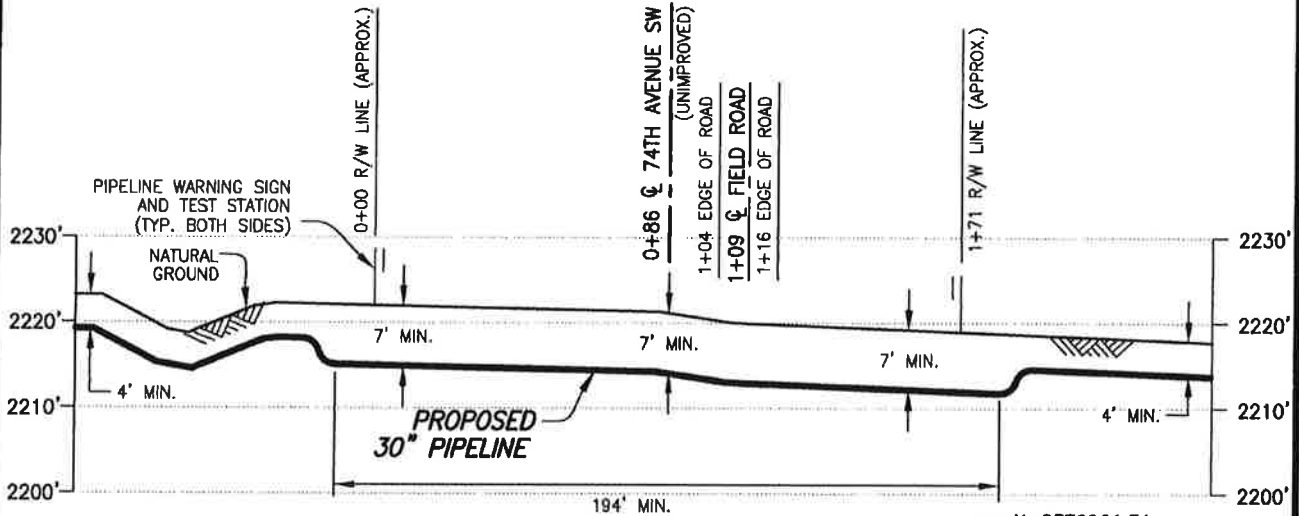 0+00 R/W LINE (APPROX.)
0+86 ℄ 74TH AVENUE SW
(UNIMPROVED)
1+04 EDGE OF ROAD
1+09 ℄ FIELD ROAD
1+16 EDGE OF ROAD
1+71 R/W LINE (APPROX.)
PIPELINE WARNING SIGN
AND TEST STATION
(TYP. BOTH SIDES)
NATURAL
GROUND
2230'
2230'
2220'
2220'
7' MIN.
7' MIN.
7' MIN.
4' MIN.
4' MIN.
2210'
2210'
PROPOSED
30" PIPELINE
2200'
2200'
194' MIN.